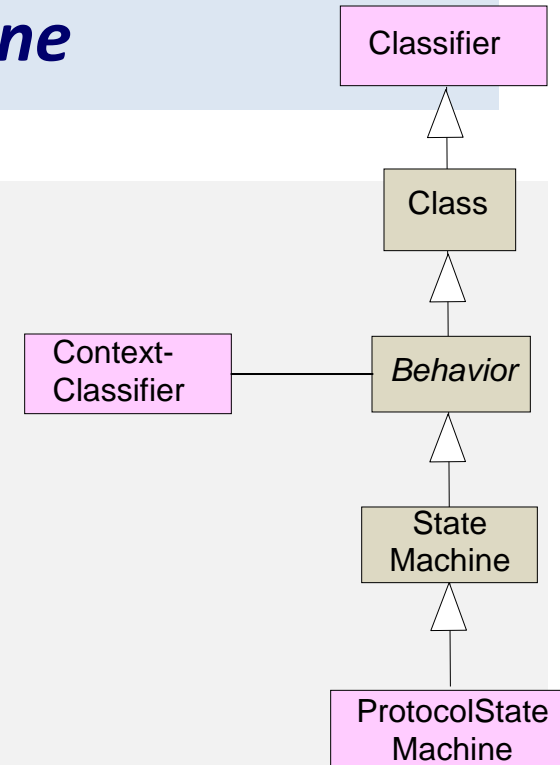 ne
Classifier
Class
Context-
Classifier
Behavior
State
Machine
ProtocolState
Machine